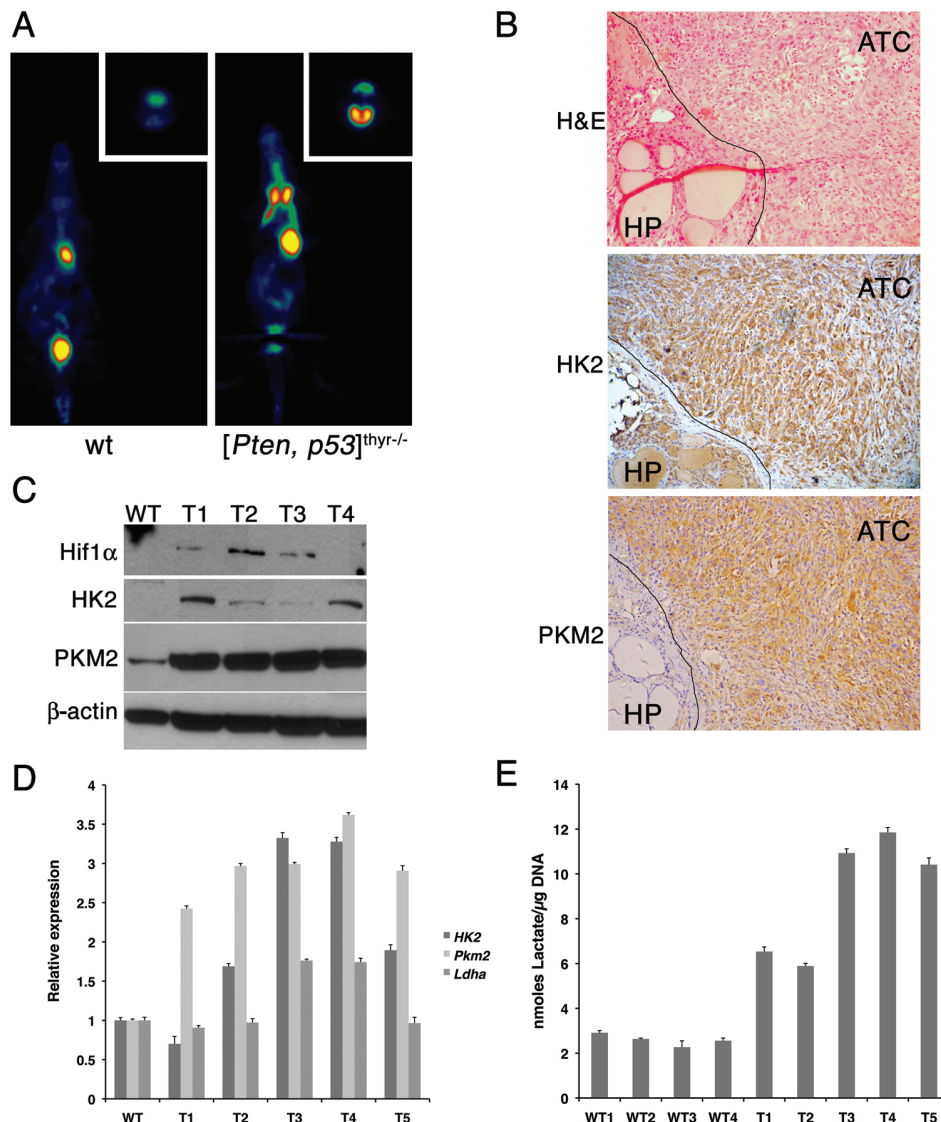 A
wt
[Pten, p53]thyr-/-
B
H&E
ATC
HP
HK2
ATC
HP
PKM2
ATC
HP
C
WT T1 T2 T3 T4
Hif1α
HK2
PKM2
β-actin
D
Relative expression
4
3.5
3
2.5
2
1.5
1
0.5
0
WT T1 T2 T3 T4 T5
HK2
Pkm2
Ldha
E
nmoles Lactate/µg DNA
14
12
10
8
6
4
2
0
WT1 WT2 WT3 WT4 T1 T2 T3 T4 T5